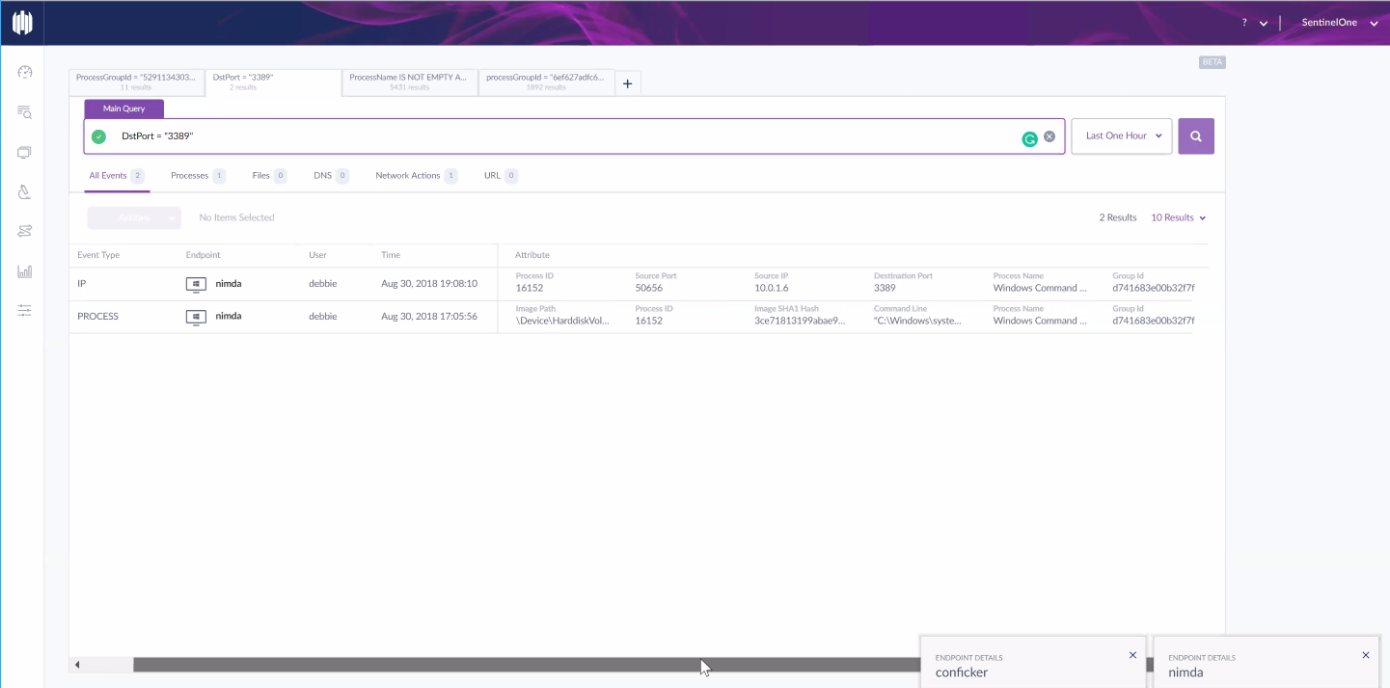 ? SentinelOne
BETA
ProcessGroupId = "5291134303... DstPort = "3389" ProcessName IS NOT EMPTY A... processGroupId = "6ef627adfc6...
11 results 2 results 5431 results 1892 results
Main Query
DstPort = "3389" Last One Hour
All Events 2 Processes 1 Files 0 DNS 0 Network Actions 1 URL 0
Actions No Items Selected 2 Results 10 Results
Event Type Endpoint User Time Attribute
Process ID Source Port Source IP Destination Port Process Name Group Id
IP nimda debbie Aug 30, 2018 19:08:10 16152 50656 10.0.1.6 3389 Windows Command ... d741683e00b32f7f
Image Path Process ID Image SHA1 Hash Command Line Process Name Group Id
PROCESS nimda debbie Aug 30, 2018 17:05:56 \Device\HarddiskVol... 16152 3ce71813199abae9... "C:\Windows\syste... Windows Command ... d741683e00b32f7f
ENDPOINT DETAILS ENDPOINT DETAILS
conficker nimda